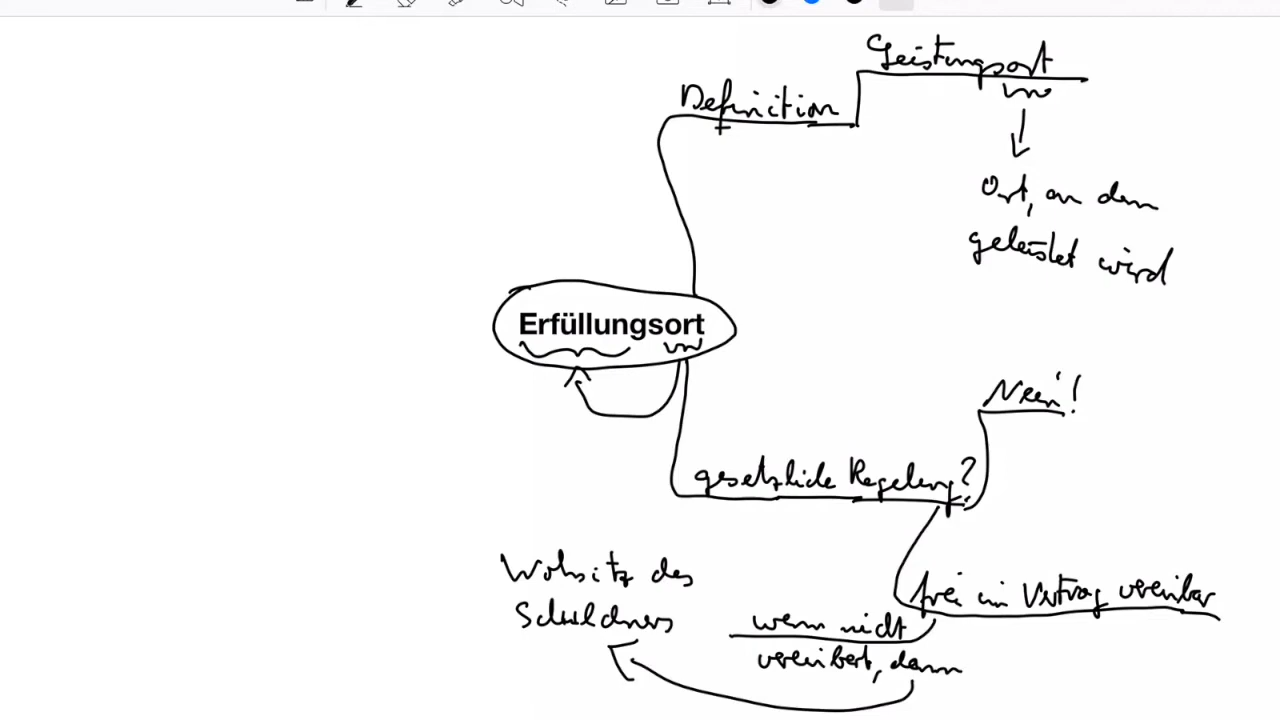 Definition
Leistungsort
Ort, an dem
geleistet wird
Erfüllungsort
Nein!
gesetzliche Regelung?
frei im Vertrag vereinbar
wenn nicht
vereinbart, dann
Wohnsitz des
Schuldners